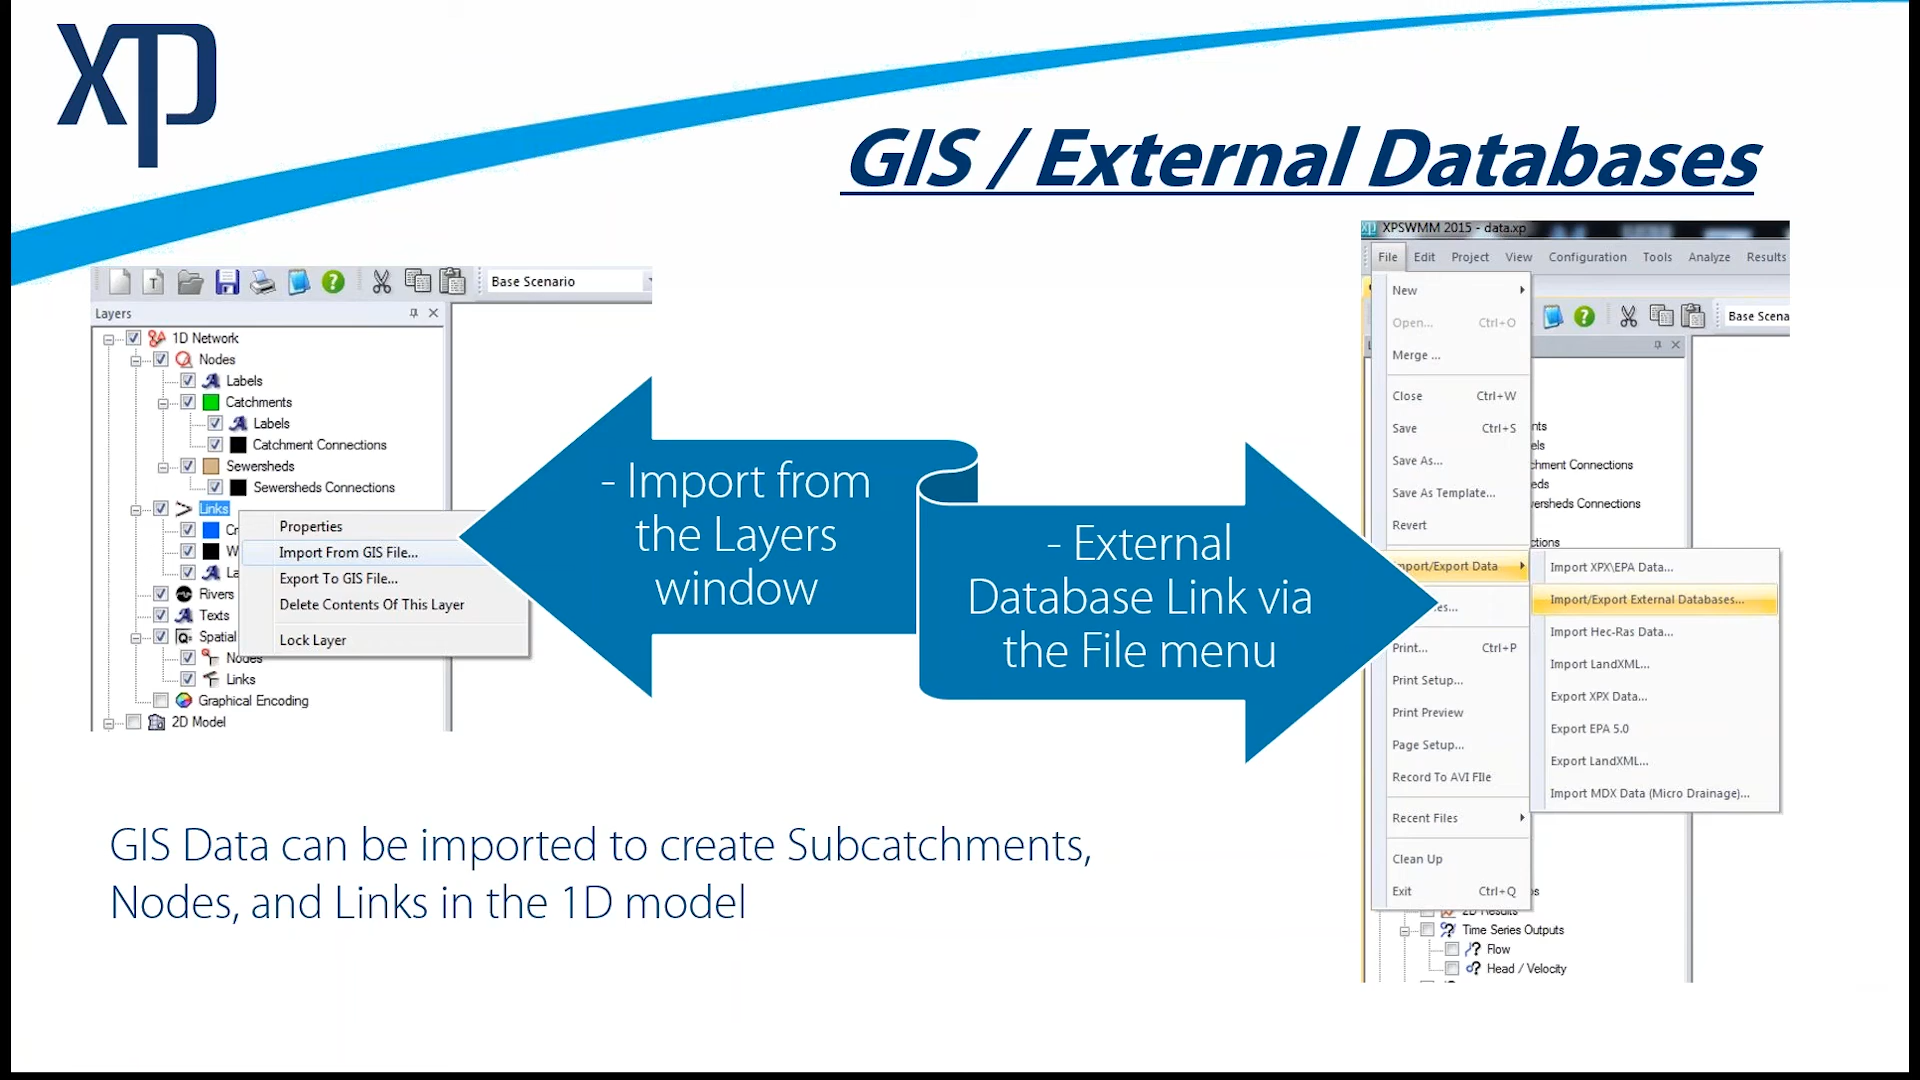 XP
GIS / External Databases
Base Scenario
Layers
1D Network
Nodes
Labels
Catchments
Labels
Catchment Connections
Sewersheds
Sewersheds Connections
Links
Rivers
Texts
Spatial
Nodes
Links
Graphical Encoding
2D Model
Properties
Import From GIS File...
Export To GIS File...
Delete Contents Of This Layer
Lock Layer
- Import from
the Layers
window
- External
Database Link via
the File menu
XPSWMM 2015 - data.xp
File Edit Project View Configuration Tools Analyze Results
Base Scena
New
Open... Ctrl+O
Merge ...
Close Ctrl+W
Save Ctrl+S
Save As...
Save As Template...
Revert
mport/Export Data
Print... Ctrl+P
Print Setup...
Print Preview
Page Setup...
Record To AVI File
Recent Files
Clean Up
Exit Ctrl+Q
Import XPX\EPA Data...
Import/Export External Databases...
Import Hec-Ras Data...
Import LandXML...
Export XPX Data...
Export EPA 5.0
Export LandXML...
Import MDX Data (Micro Drainage)...
2D Results
Time Series Outputs
Flow
Head / Velocity
GIS Data can be imported to create Subcatchments,
Nodes, and Links in the 1D model